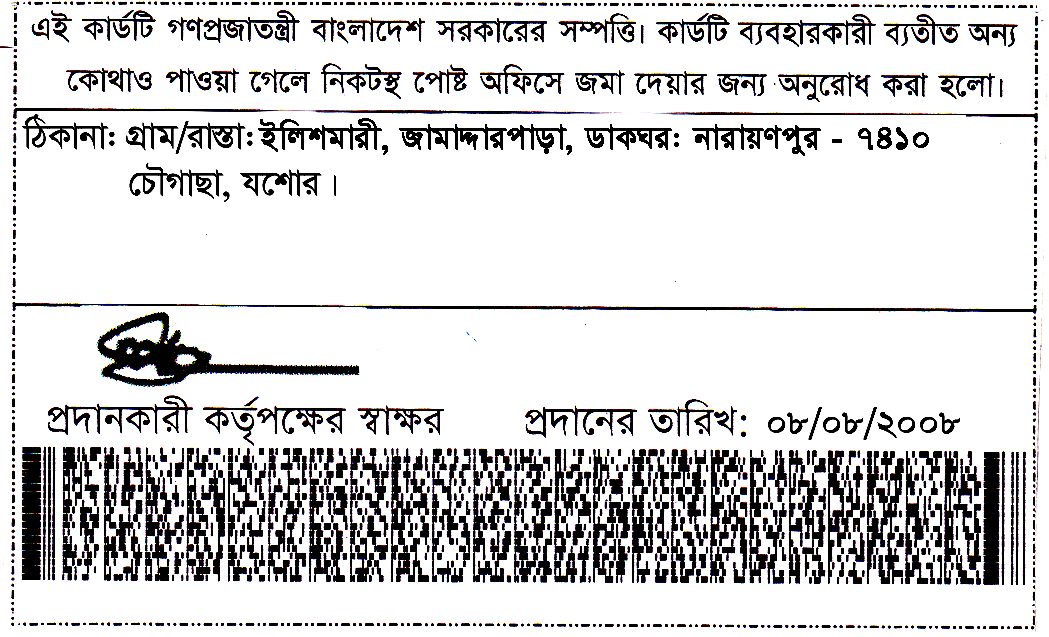 এই কার্ডটি গণপ্রজাতন্ত্রী বাংলাদেশ সরকারের সম্পত্তি। কার্ডটি ব্যবহারকারী ব্যতীত অন্য
কোথাও পাওয়া গেলে নিকটস্থ পোষ্ট অফিসে জমা দেয়ার জন্য অনুরোধ করা হলো।
ঠিকানা: গ্রাম/রাস্তা: ইলিশমারী, জামাদ্দারপাড়া, ডাকঘর: নারায়ণপুর - ৭৪১০
চৌগাছা, যশোর ।
প্রদানকারী কর্তৃপক্ষের স্বাক্ষর প্রদানের তারিখ: ০৮/০৮/২০০৮